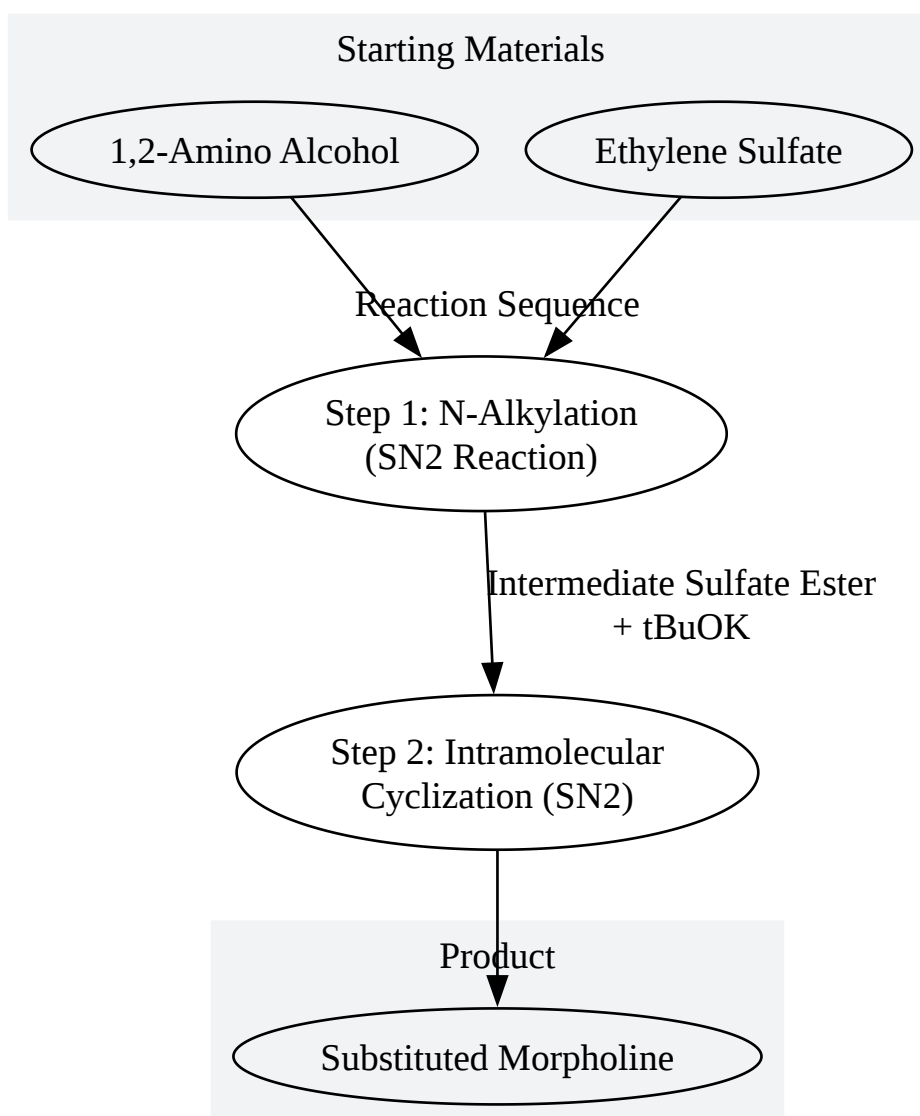 Starting Materials
1,2-Amino Alcohol
Ethylene Sulfate
Reaction Sequence
Step 1: N-Alkylation
(SN2 Reaction)
Intermediate Sulfate Ester
+ tBuOK
Step 2: Intramolecular
Cyclization (SN2)
Product
Substituted Morpholine